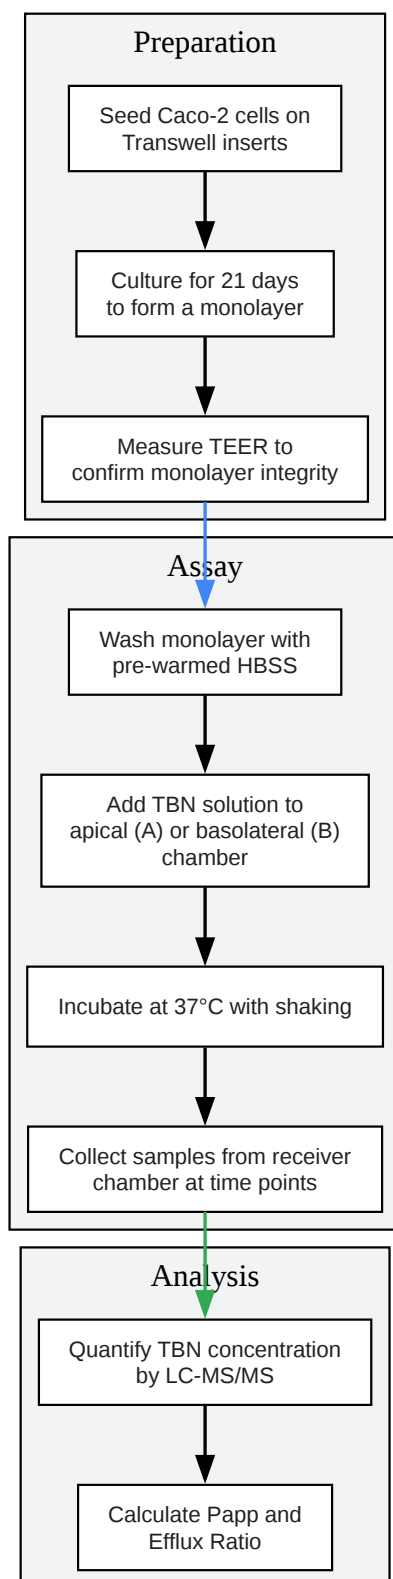 Preparation
Seed Caco-2 cells on
Transwell inserts
Culture for 21 days
to form a monolayer
Measure TEER to
confirm monolayer integrity
Assay
Wash monolayer with
pre-warmed HBSS
Add TBN solution to
apical (A) or basolateral (B)
chamber
Incubate at 37°C with shaking
Collect samples from receiver
chamber at time points
Analysis
Quantify TBN concentration
by LC-MS/MS
Calculate Papp and
Efflux Ratio